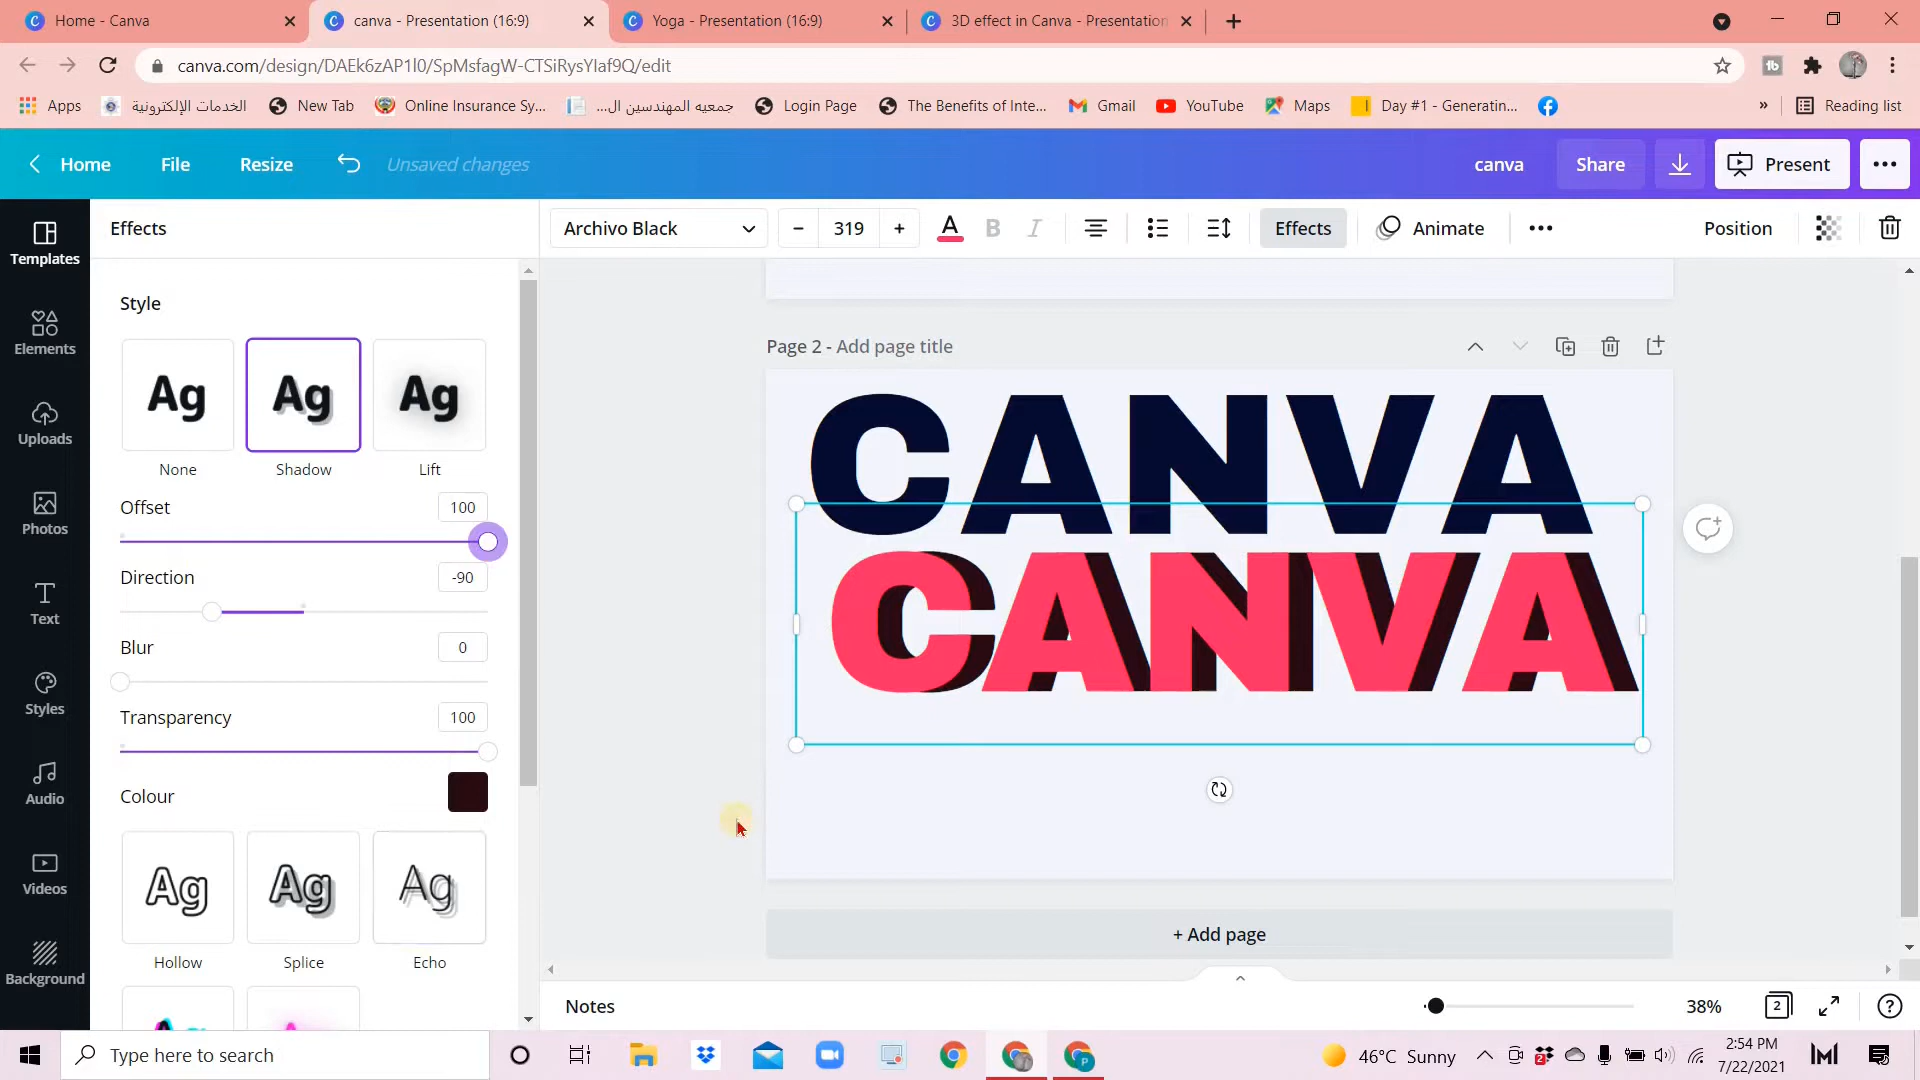 Home - Canva
canva - Presentation (16:9)
Yoga - Presentation (16:9)
3D effect in Canva - Presentation
canva.com/design/DAEk6zAP1l0/SpMsfagW-CTSiRysYIaf9Q/edit
Apps
الخدمات الإلكترونية
New Tab
Online Insurance Sy...
جمعيه المهندسين ال...
Login Page
The Benefits of Inte...
Gmail
YouTube
Maps
Day #1 - Generatin...
»
Reading list
Home
File
Resize
Unsaved changes
canva
Share
Present
Templates
Elements
Uploads
Photos
Text
Styles
Audio
Videos
Background
Effects
Archivo Black
319
A
B
I
Effects
Animate
Position
Style
Ag
Ag
Ag
None
Shadow
Lift
Offset
100
Direction
-90
Blur
0
Transparency
100
Colour
Ag
Ag
Ag
Hollow
Splice
Echo
Page 2 - Add page title
CANVA
CANVA
+ Add page
Notes
38%
2
Type here to search
46°C Sunny
2:54 PM
7/22/2021